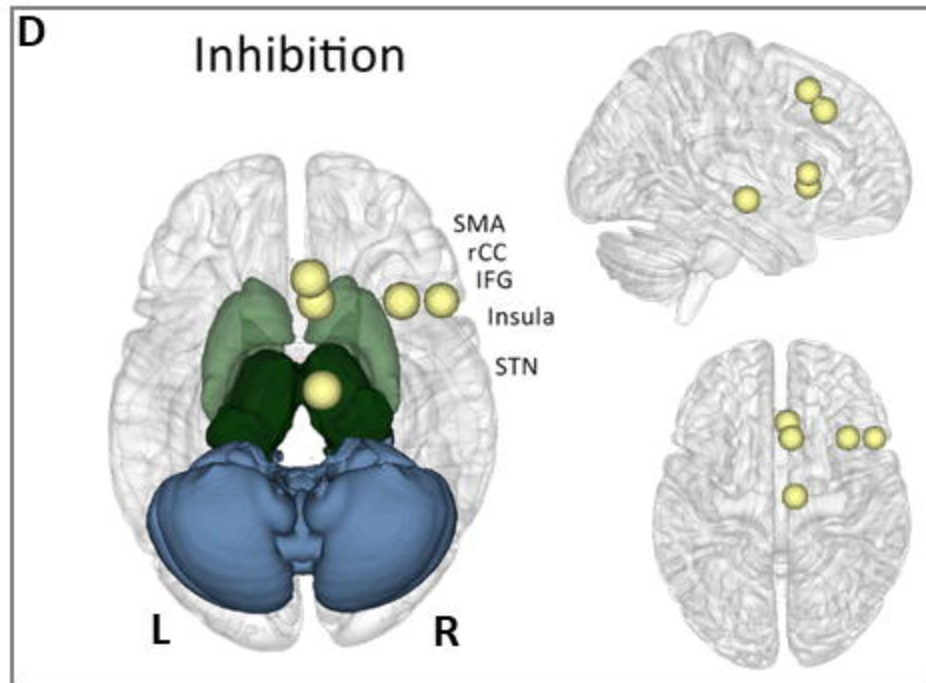 D
Inhibition
SMA
rCC
IFG
Insula
STN
L
R